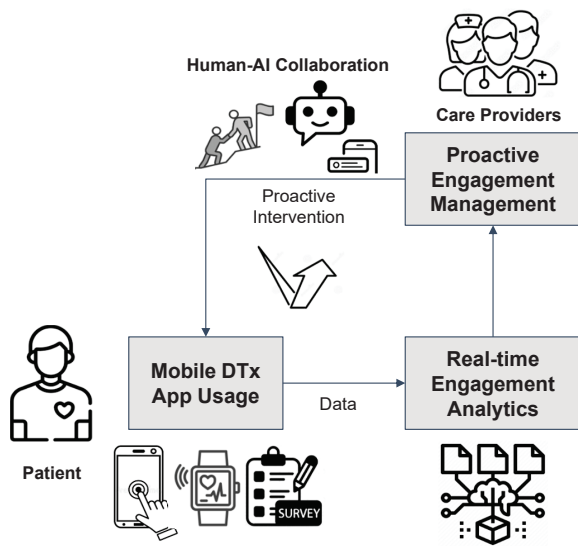 Human-AI Collaboration
Care Providers
Proactive
Engagement
Management
Proactive
Intervention
Mobile DTx
App Usage
Data
Real-time
Engagement
Analytics
Patient
SURVEY